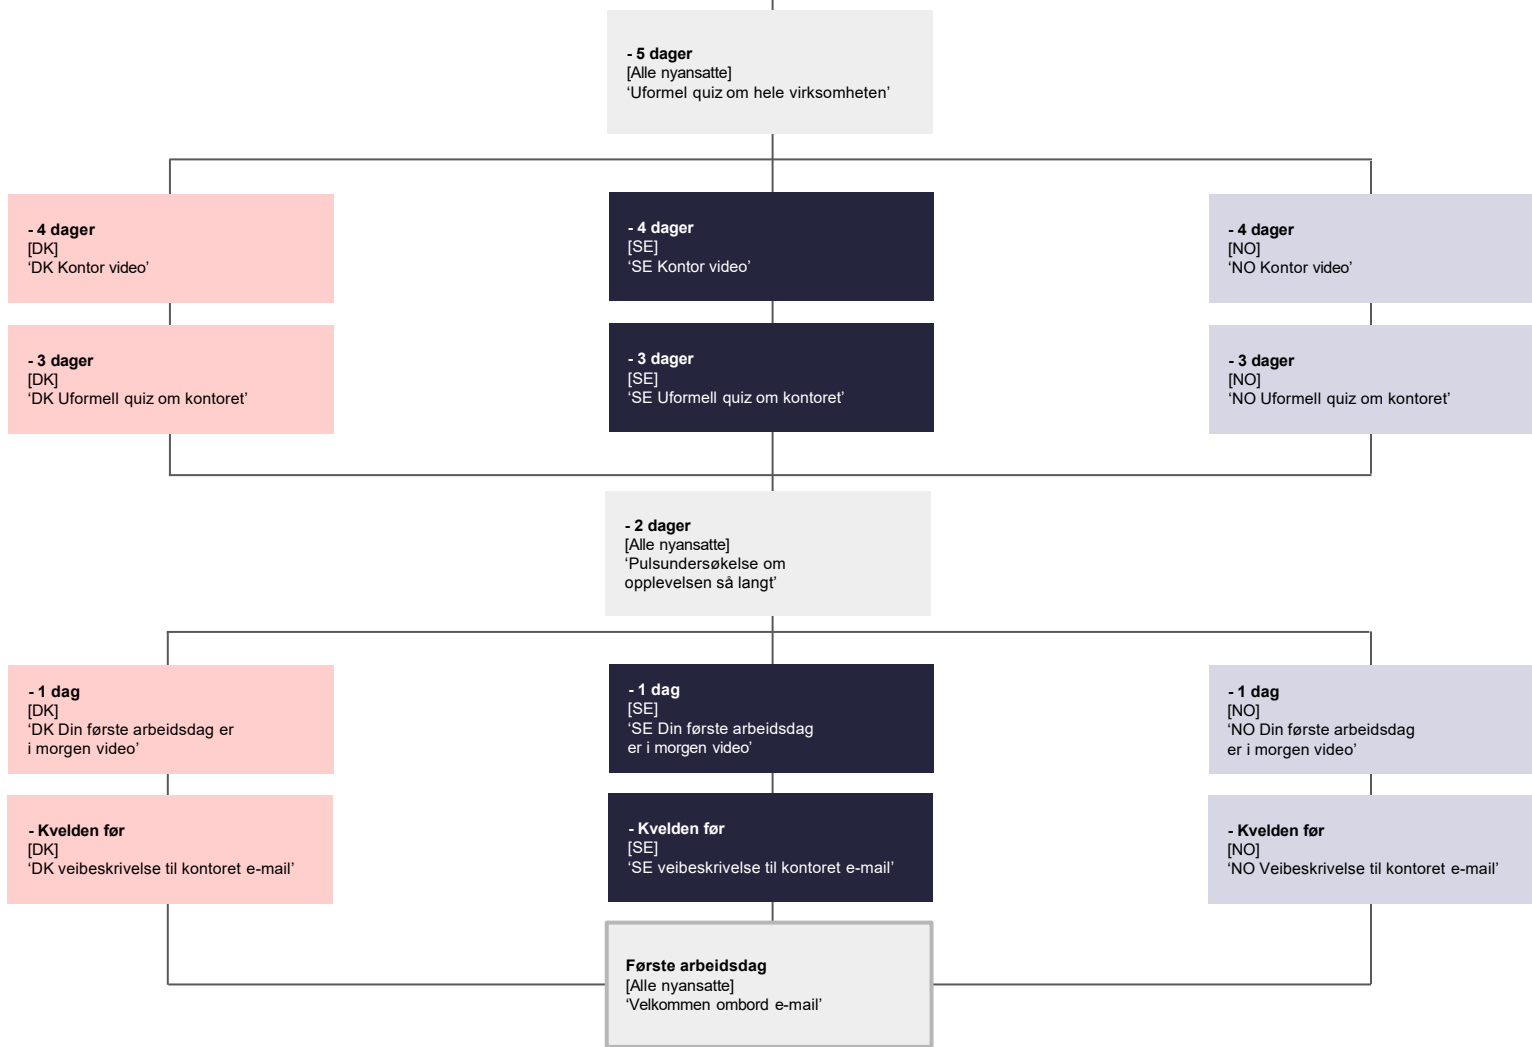 - 5 dager
[Alle nyansatte]
‘Uformel quiz om hele virksomheten’
- 4 dager
[DK]
‘DK Kontor video’
- 4 dager
[SE]
‘SE Kontor video’
- 4 dager
[NO]
‘NO Kontor video’
- 3 dager
[DK]
‘DK Uformell quiz om kontoret’
- 3 dager
[SE]
‘SE Uformell quiz om kontoret’
- 3 dager
[NO]
‘NO Uformell quiz om kontoret’
- 2 dager
[Alle nyansatte]
‘Pulsundersøkelse om
opplevelsen så langt’
- 1 dag
[DK]
‘DK Din første arbeidsdag er
i morgen video’
- 1 dag
[SE]
‘SE Din første arbeidsdag
er i morgen video’
- 1 dag
[NO]
‘NO Din første arbeidsdag
er i morgen video’
- Kvelden før
[DK]
‘DK veibeskrivelse til kontoret e-mail’
- Kvelden før
[SE]
‘SE veibeskrivelse til kontoret e-mail’
- Kvelden før
[NO]
‘NO Veibeskrivelse til kontoret e-mail’
Første arbeidsdag
[Alle nyansatte]
‘Velkommen ombord e-mail’